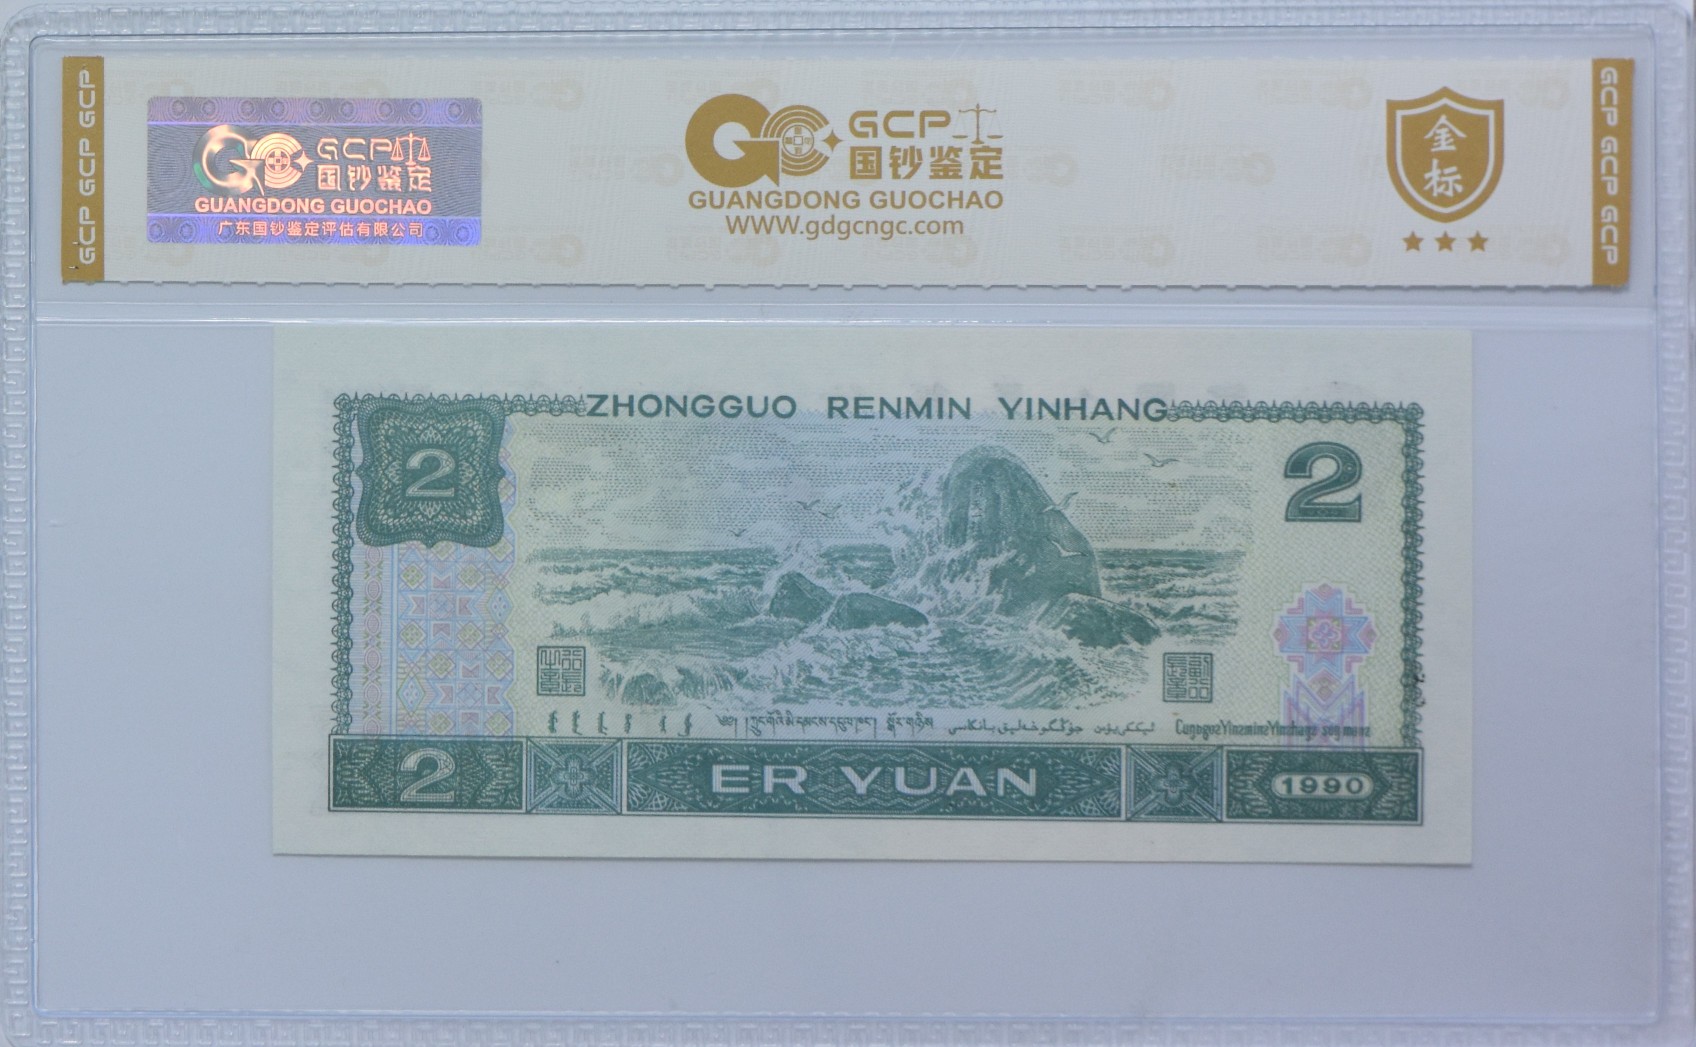 GCP GCP GCP
GCP
国钞鉴定
GUANGDONG GUOCHAO
广东国钞鉴定评估有限公司
GCP
国钞鉴定
GUANGDONG GUOCHAO
WWW.gdgcngc.com
金
标
GCP GCP GCP
ZHONGGUO RENMIN YINHANG
2
2
2
ER YUAN
1990